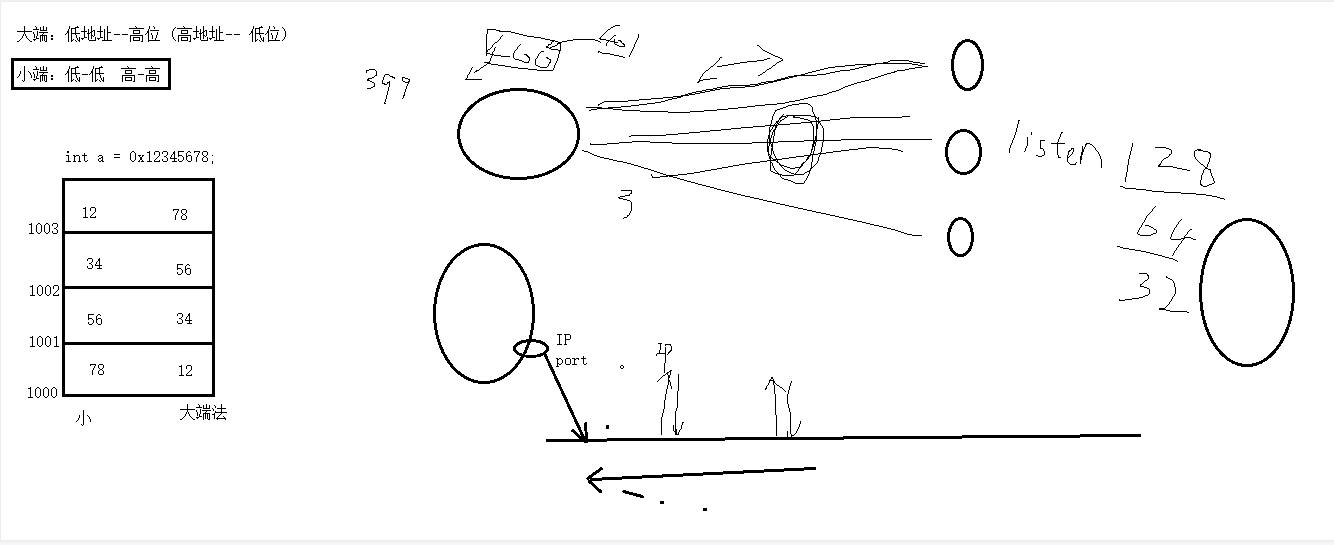 大端：低地址--高位（高地址-- 低位）
小端：低-低 高-高
int a = 0x12345678;
12 78
1003
34 56
1002
56 34
1001
78 12
1000
小 大端法
399
3
listen 128
64
32
IP
port
IP